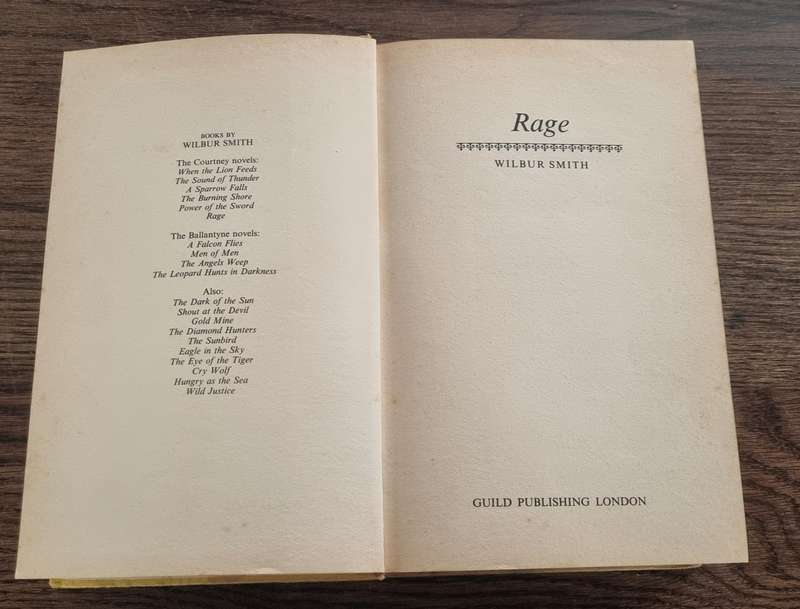 BOOKS BY
WILBUR SMITH
The Courtney novels:
When the Lion Feeds
The Sound of Thunder
A Sparrow Falls
The Burning Shore
Power of the Sword
Rage
The Ballantyne novels:
A Falcon Flies
Men of Men
The Angels Weep
The Leopard Hunts in Darkness
Also:
The Dark of the Sun
Shout at the Devil
Gold Mine
The Diamond Hunters
The Sunbird
Eagle in the Sky
The Eye of the Tiger
Cry Wolf
Hungry as the Sea
Wild Justice
Rage
WILBUR SMITH
GUILD PUBLISHING LONDON